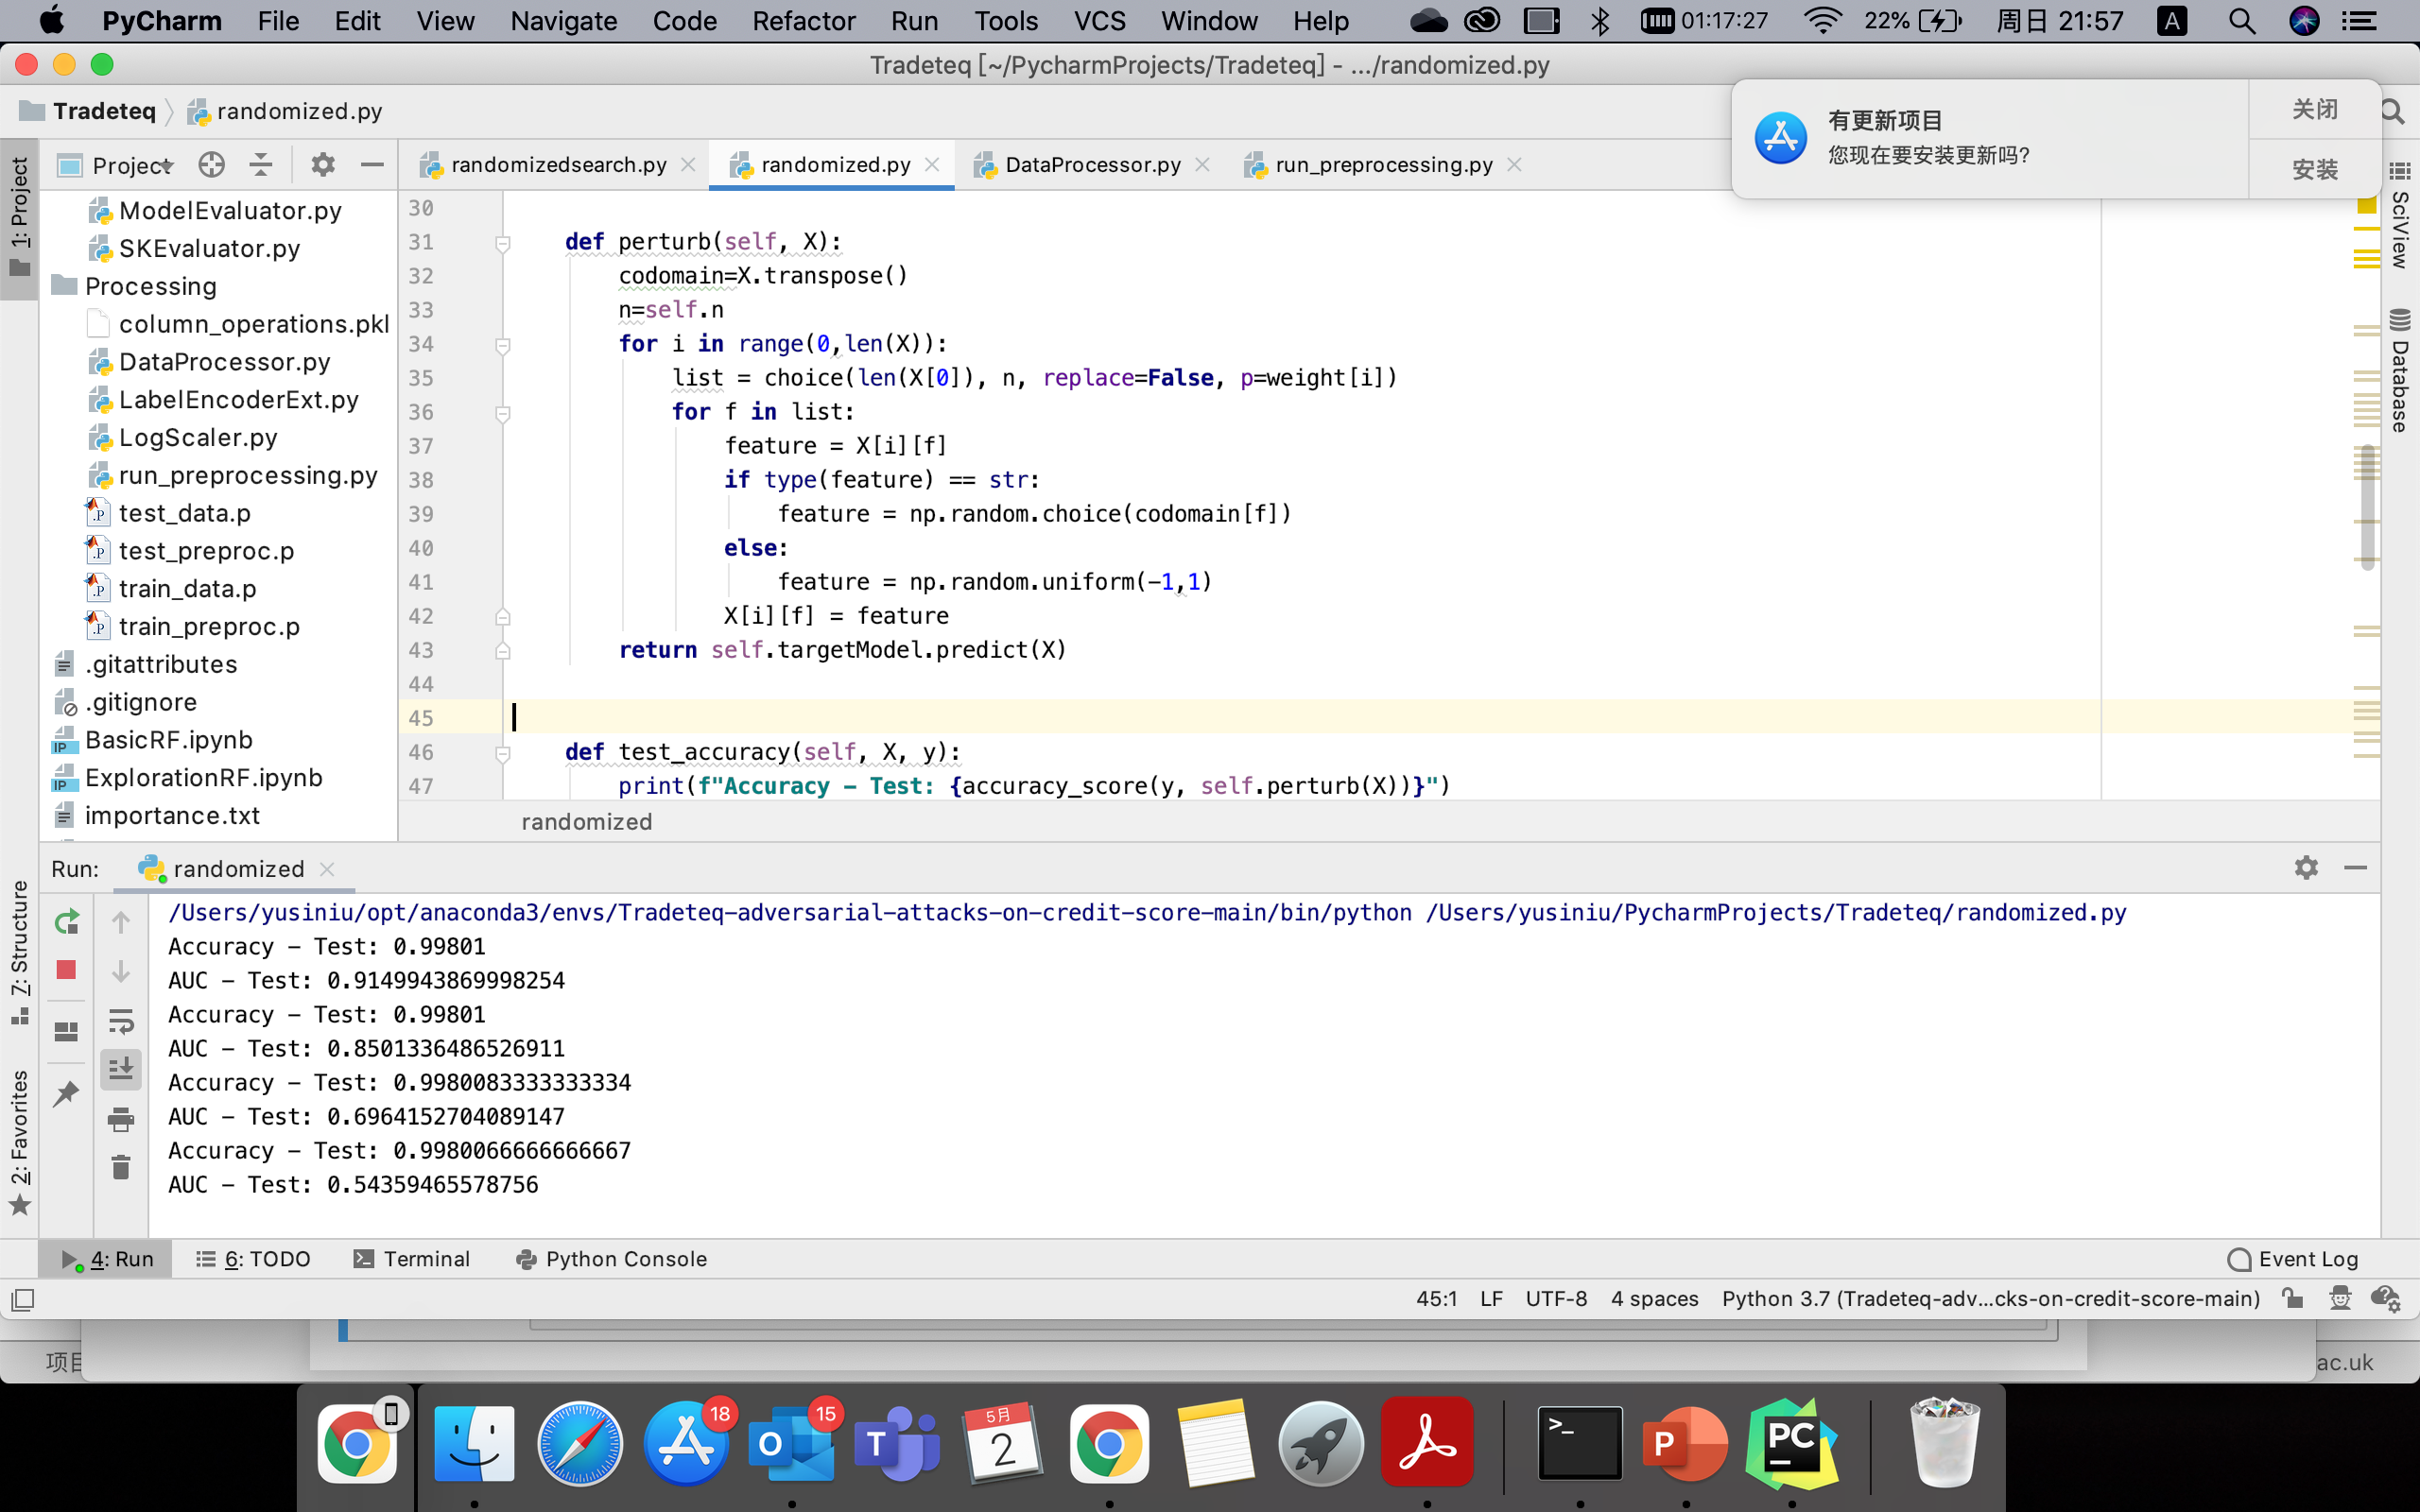 PyCharm File Edit View Navigate Code Refactor Run Tools VCS Window Help 01:17:27 22% 周日 21:57 A
Tradeteq [~/PycharmProjects/Tradeteq] - .../randomized.py
Tradeteq randomized.py
有更新项目
您现在要安装更新吗?
关闭
安装
1: Project
Project
randomizedsearch.py randomized.py DataProcessor.py run_preprocessing.py
ModelEvaluator.py
SKEvaluator.py
Processing
column_operations.pkl
DataProcessor.py
LabelEncoderExt.py
LogScaler.py
run_preprocessing.py
test_data.p
test_preproc.p
train_data.p
train_preproc.p
.gitattributes
.gitignore
BasicRF.ipynb
ExplorationRF.ipynb
importance.txt
30
31 def perturb(self, X):
32 codomain=X.transpose()
33 n=self.n
34 for i in range(0,len(X)):
35 list = choice(len(X[0]), n, replace=False, p=weight[i])
36 for f in list:
37 feature = X[i][f]
38 if type(feature) == str:
39 feature = np.random.choice(codomain[f])
40 else:
41 feature = np.random.uniform(-1,1)
42 X[i][f] = feature
43 return self.targetModel.predict(X)
44
45
46 def test_accuracy(self, X, y):
47 print(f"Accuracy - Test: {accuracy_score(y, self.perturb(X))}")
randomized
SciView
Database
Run: randomized
7: Structure
2: Favorites
/Users/yusiniu/opt/anaconda3/envs/Tradeteq-adversarial-attacks-on-credit-score-main/bin/python /Users/yusiniu/PycharmProjects/Tradeteq/randomized.py
Accuracy - Test: 0.99801
AUC - Test: 0.9149943869998254
Accuracy - Test: 0.99801
AUC - Test: 0.8501336486526911
Accuracy - Test: 0.9980083333333334
AUC - Test: 0.6964152704089147
Accuracy - Test: 0.9980066666666667
AUC - Test: 0.54359465578756
4: Run 6: TODO Terminal Python Console Event Log
45:1 LF UTF-8 4 spaces Python 3.7 (Tradeteq-adv...cks-on-credit-score-main)
项目 ac.uk
18 15 5月 2
O T >_ P PC